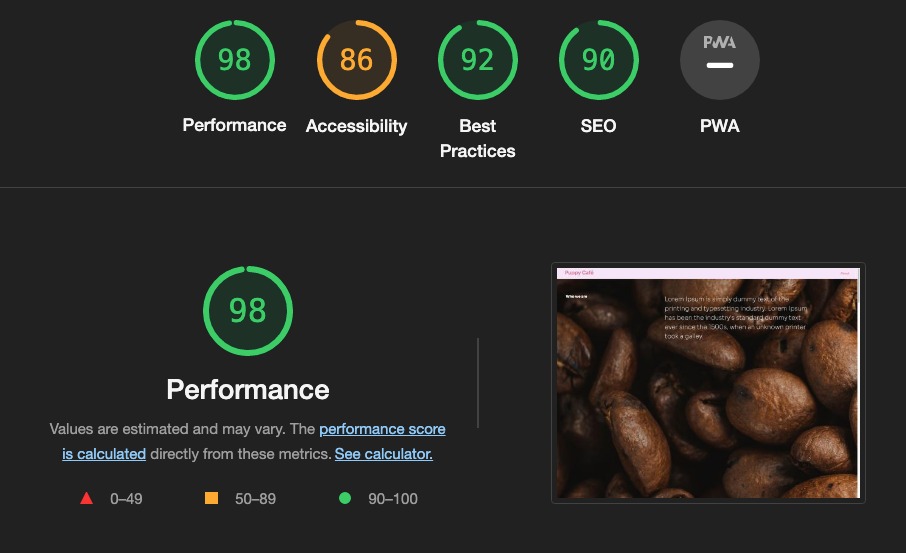 98
86
92
90
PWA
Performance
Accessibility
Best
Practices
SEO
PWA
98
Performance
Values are estimated and may vary. The performance score
is calculated directly from these metrics. See calculator.
0–49
50–89
90–100
Puppy Café
About
Who we are
Lorem Ipsum is simply dummy text of the
printing and typesetting industry. Lorem Ipsum
has been the industry's standard dummy text
ever since the 1500s, when an unknown printer
took a galley